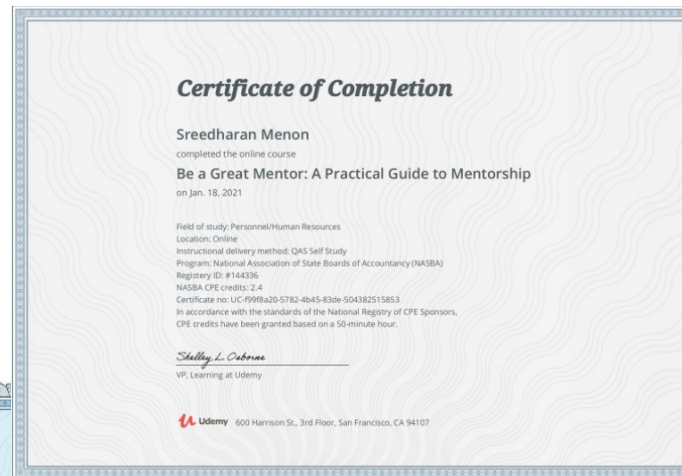 Certificate of Completion
Sreedharan Menon
completed the online course
Be a Great Mentor: A Practical Guide to Mentorship
on Jan. 18, 2021
Field of study: Personnel/Human Resources
Location: Online
Instructional delivery method: QAS Self Study
Program: National Association of State Boards of Accountancy (NASBA)
Registery ID: #144336
NASBA CPE credits: 2.4
Certificate no: UC-f99f8a20-5782-4b45-83de-504382515853
In accordance with the standards of the National Registry of CPE Sponsors,
CPE credits have been granted based on a 50-minute hour.
Shelley L. Osborne
VP, Learning at Udemy
Udemy 600 Harrison St., 3rd Floor, San Francisco, CA 94107